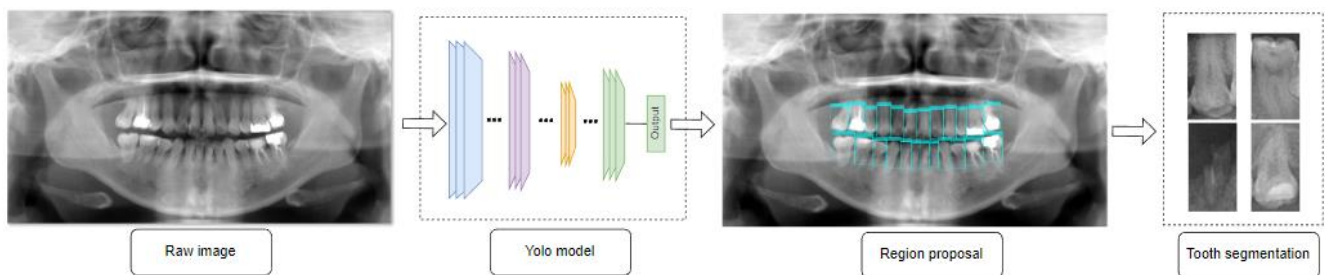 Output
Raw image
Yolo model
Region proposal
Tooth segmentation